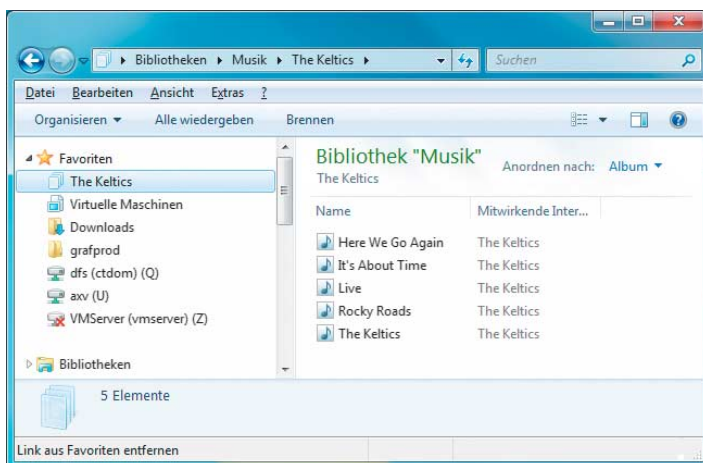 Bibliotheken Musik The Keltics Suchen
Datei Bearbeiten Ansicht Extras ?
Organisieren Alle wiedergeben Brennen
Favoriten
The Keltics
Virtuelle Maschinen
Downloads
grafprod
dfs (ctdom) (Q)
axv (U)
VMServer (vmserver) (Z)
Bibliotheken
Bibliothek "Musik"
The Keltics
Anordnen nach: Album
Name Mitwirkende Inter...
Here We Go Again The Keltics
It's About Time The Keltics
Live The Keltics
Rocky Roads The Keltics
The Keltics The Keltics
5 Elemente
Link aus Favoriten entfernen